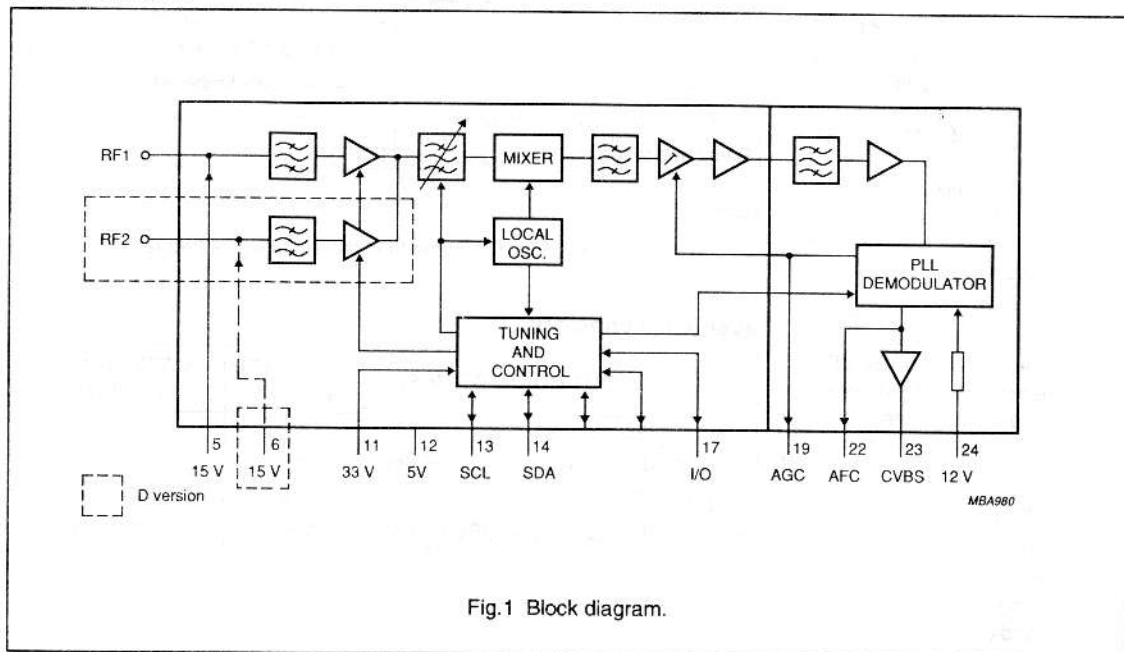 RF1
MIXER
RF2
LOCAL
OSC.
PLL
DEMODULATOR
TUNING
AND
CONTROL
5 6 11 12 13 14 17 19 22 23 24
15 V 15 V 33 V 5V SCL SDA I/O AGC AFC CVBS 12 V
D version
MBA980
Fig.1 Block diagram.